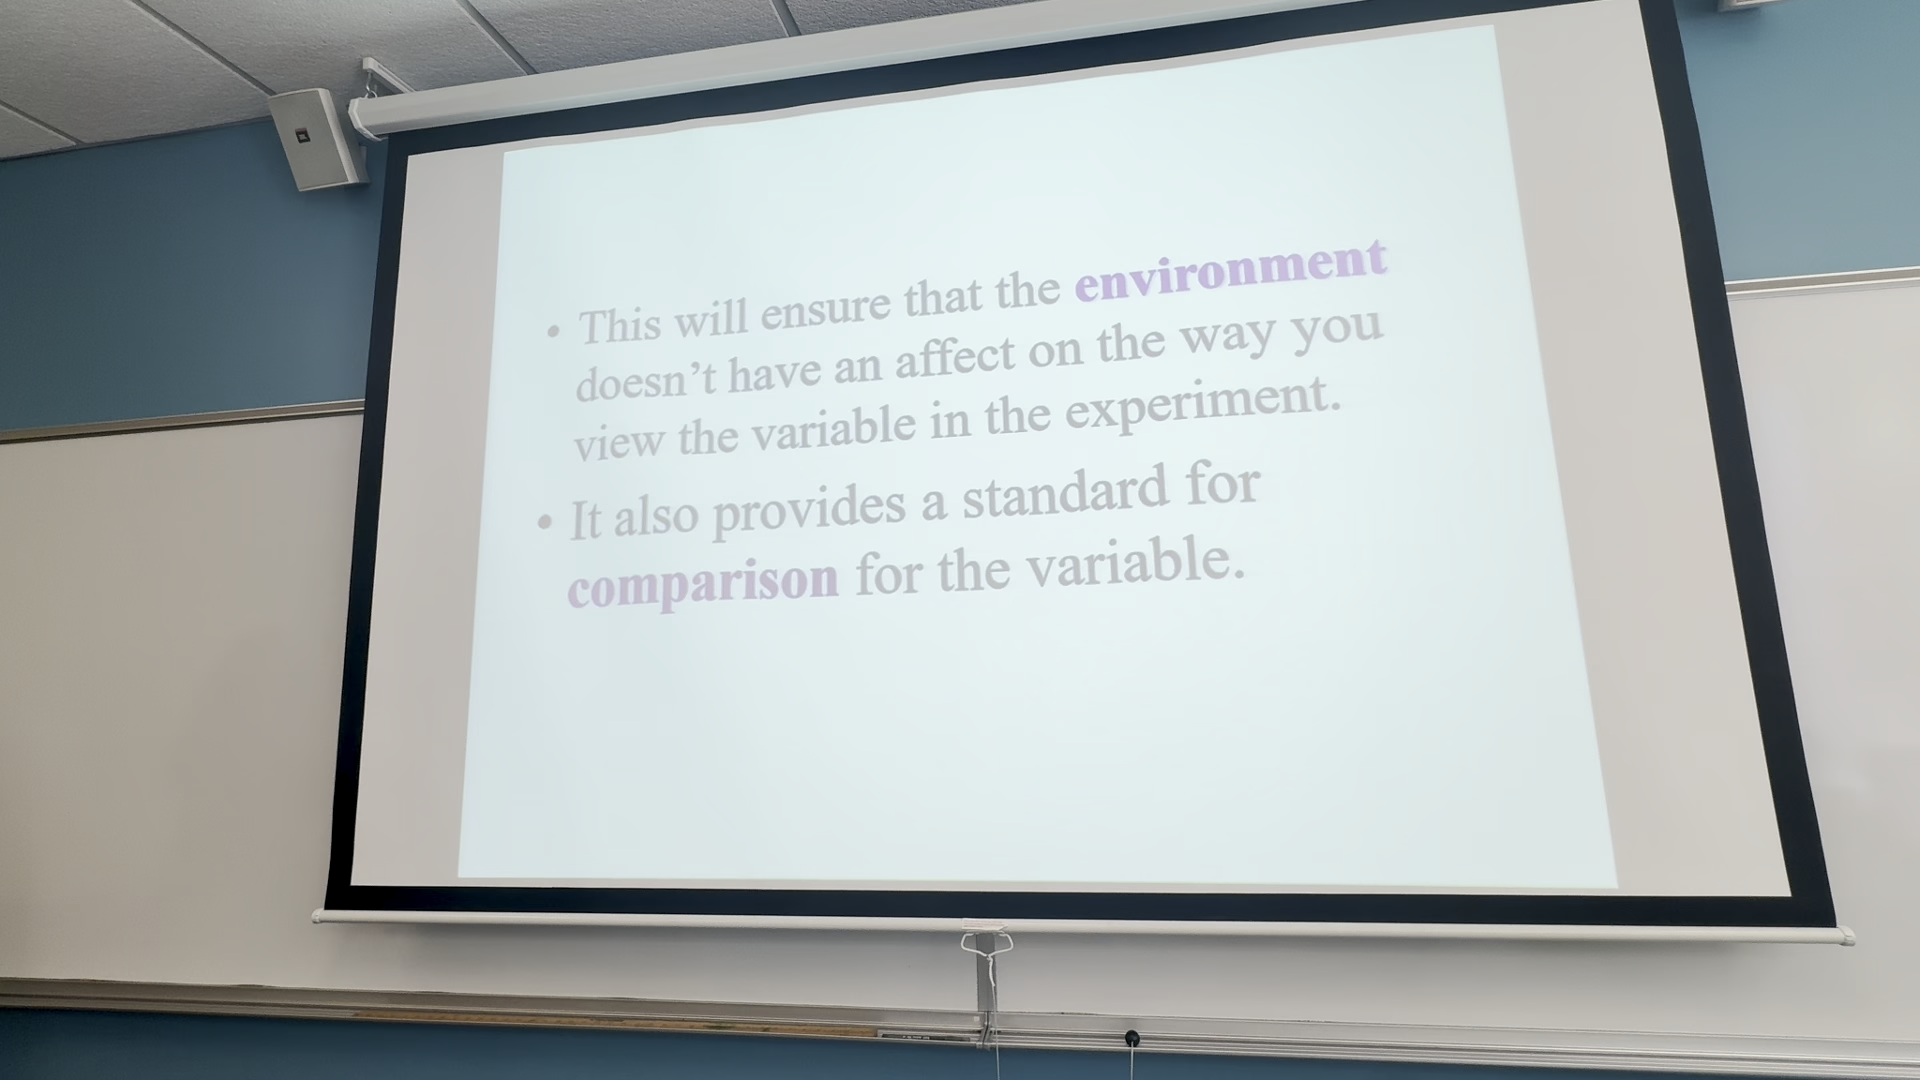 • This will ensure that the environment
doesn’t have an affect on the way you
view the variable in the experiment.
• It also provides a standard for
comparison for the variable.